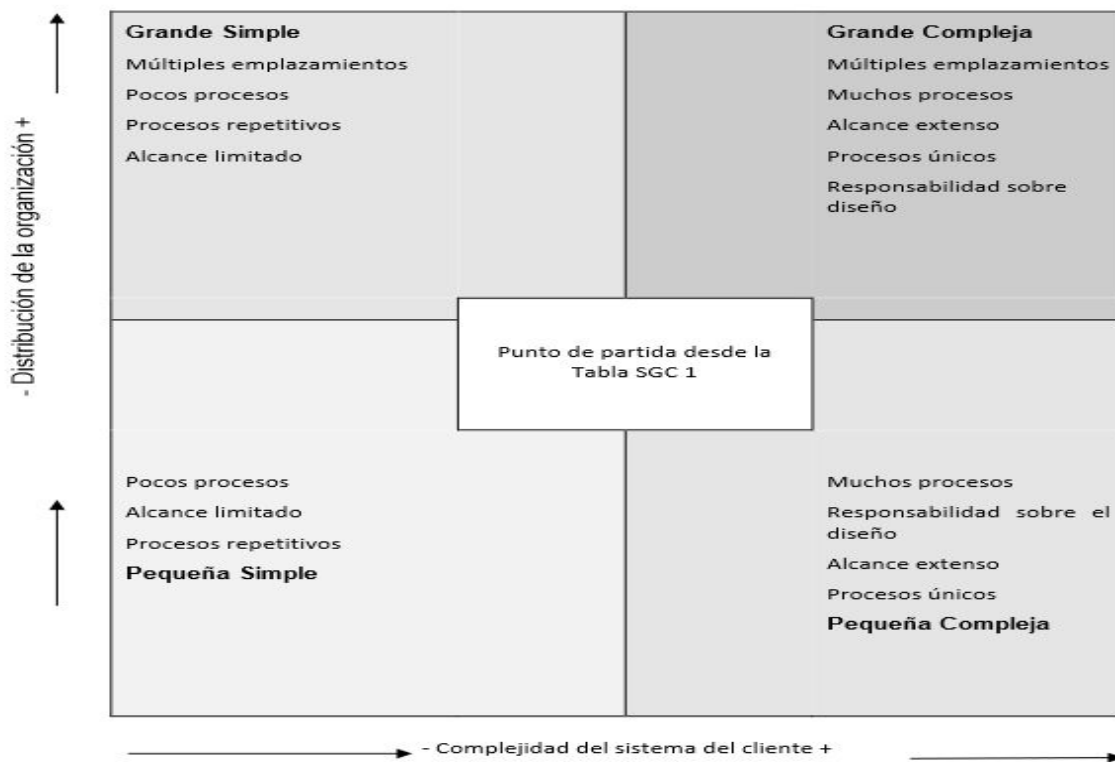 - Distribución de la organización +
Grande Simple
Múltiples emplazamientos
Pocos procesos
Procesos repetitivos
Alcance limitado
Grande Compleja
Múltiples emplazamientos
Muchos procesos
Alcance extenso
Procesos únicos
Responsabilidad sobre
diseño
Punto de partida desde la
Tabla SGC 1
Pocos procesos
Alcance limitado
Procesos repetitivos
Pequeña Simple
Muchos procesos
Responsabilidad sobre el
diseño
Alcance extenso
Procesos únicos
Pequeña Compleja
- Complejidad del sistema del cliente +